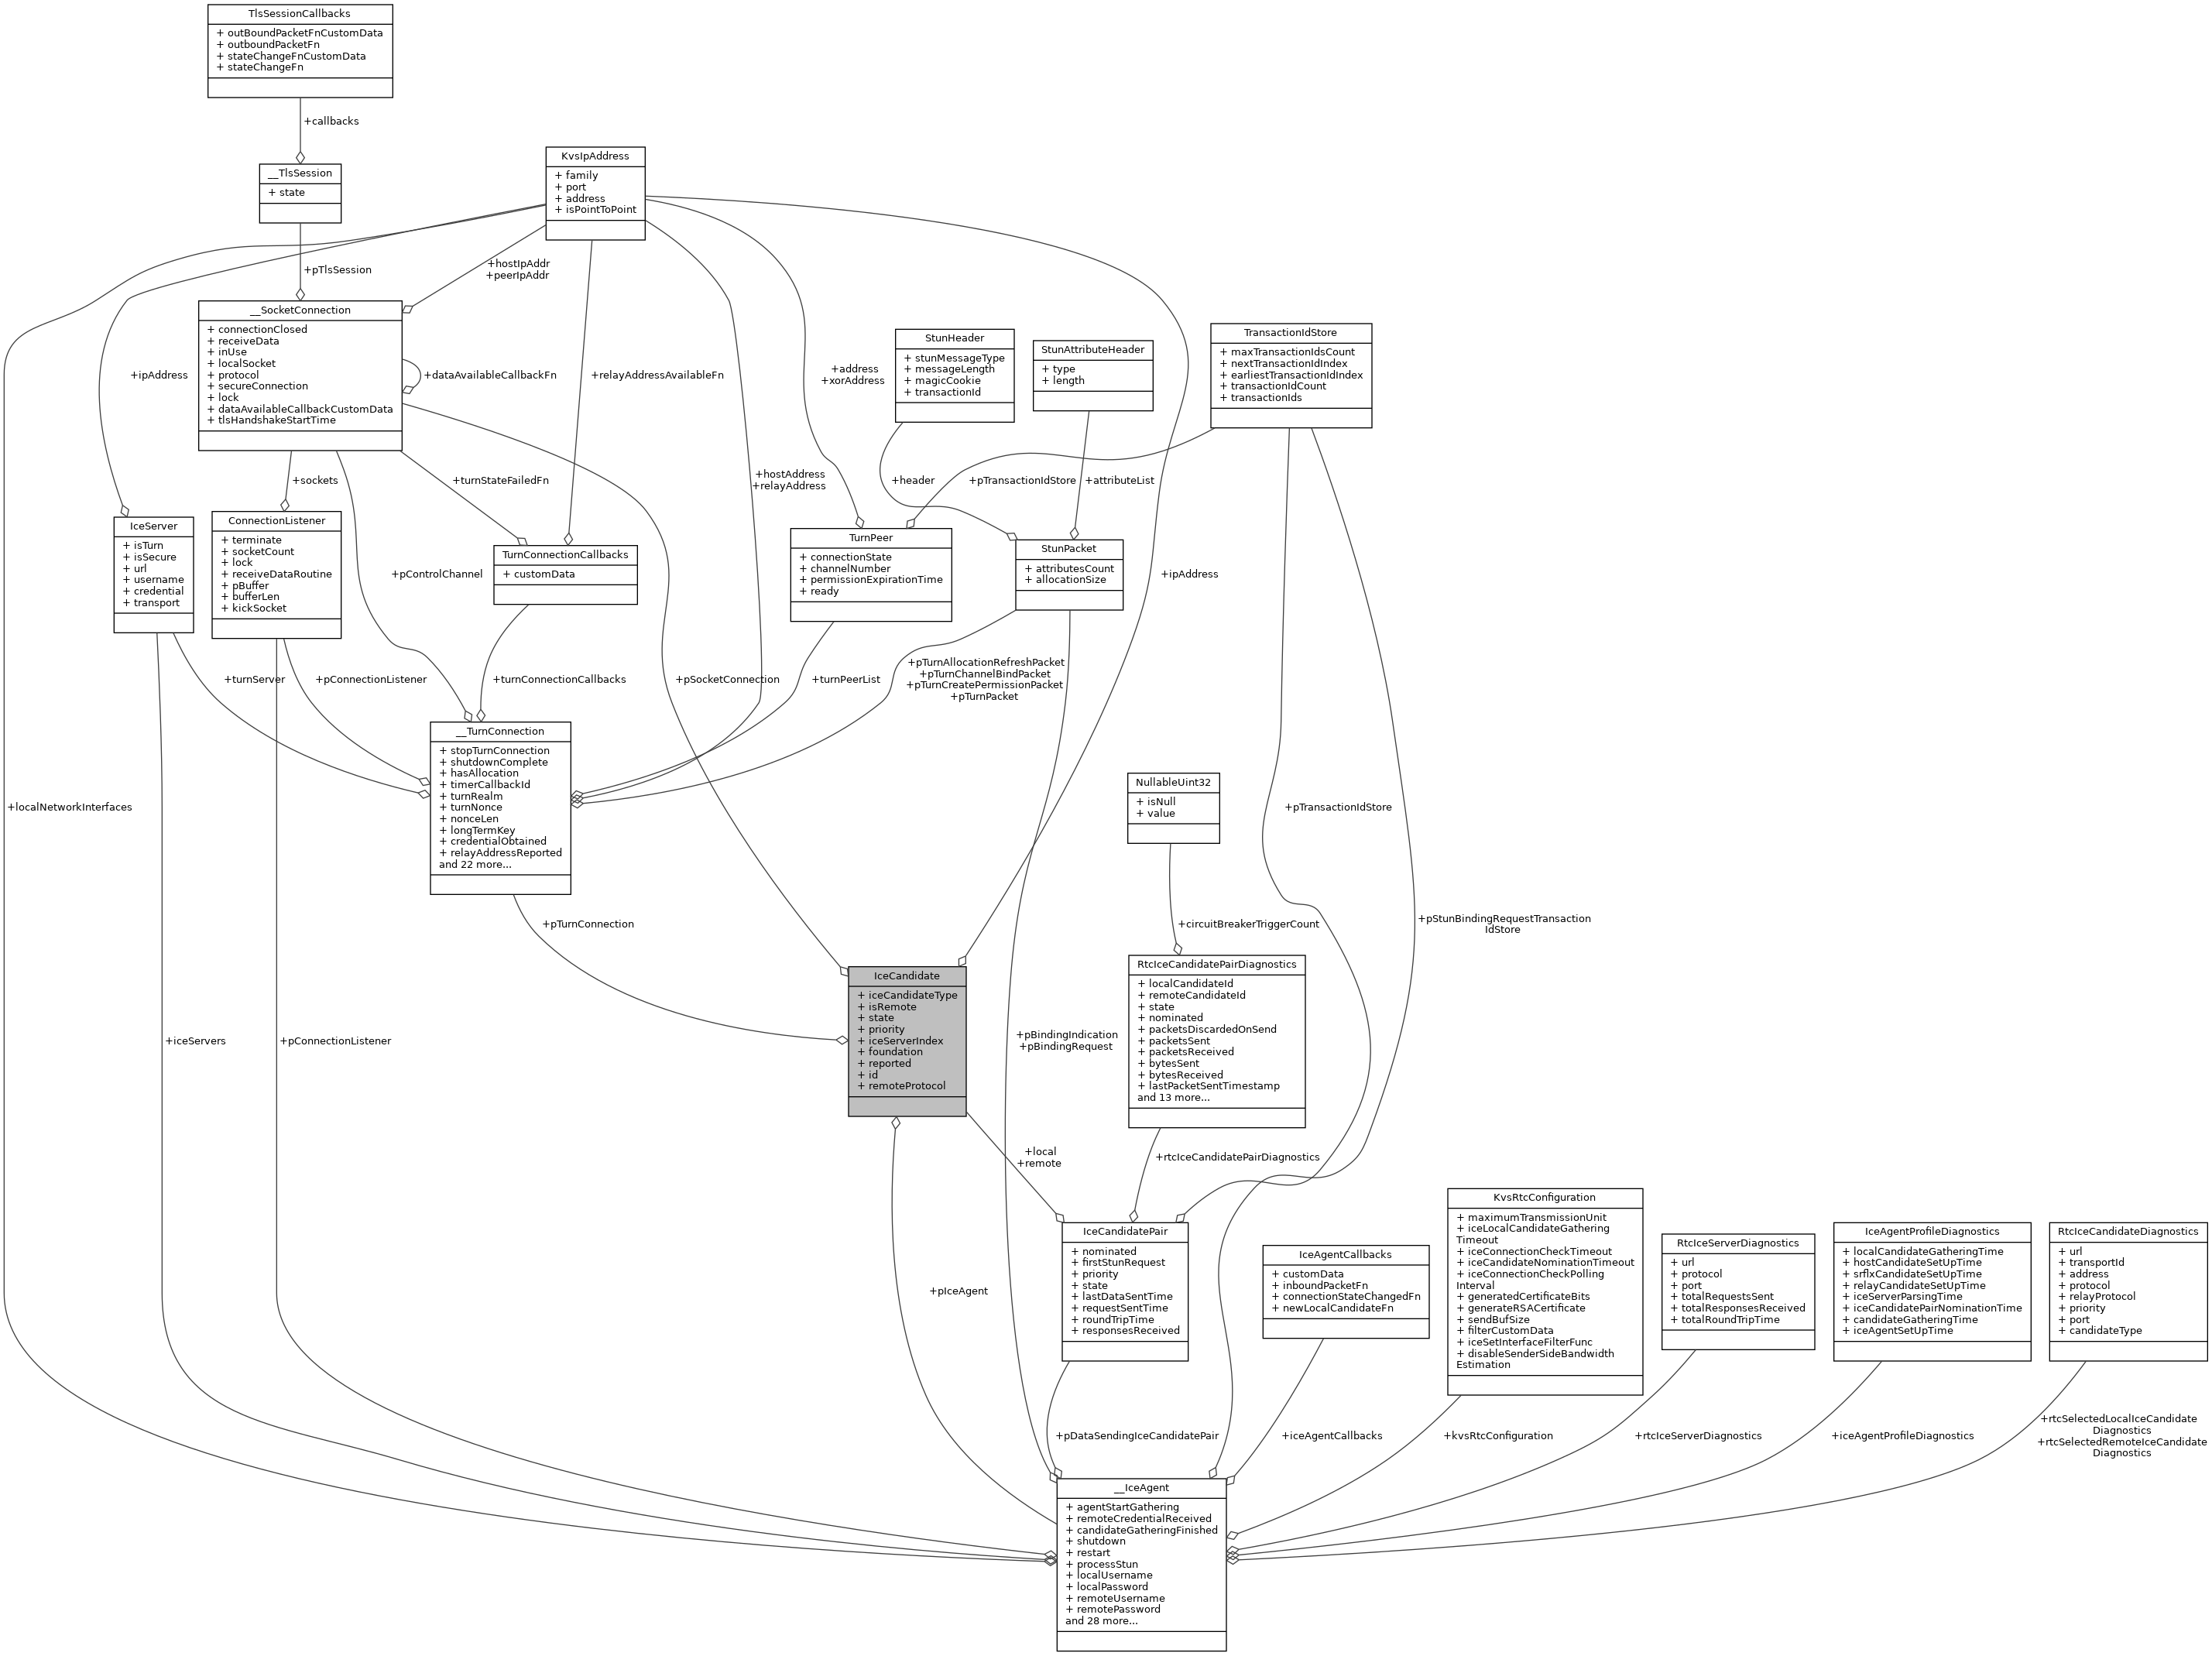 TlsSessionCallbacks
+ outBoundPacketFnCustomData
+ outboundPacketFn
+ stateChangeFnCustomData
+ stateChangeFn
+callbacks
__TlsSession
+ state
KvsIpAddress
+ family
+ port
+ address
+ isPointToPoint
+pTlsSession
+hostIpAddr
+peerIpAddr
__SocketConnection
+ connectionClosed
+ receiveData
+ inUse
+ localSocket
+ protocol
+ secureConnection
+ lock
+ dataAvailableCallbackCustomData
+ tlsHandshakeStartTime
+ipAddress
+dataAvailableCallbackFn
+relayAddressAvailableFn
+address
+xorAddress
StunHeader
+ stunMessageType
+ messageLength
+ magicCookie
+ transactionId
StunAttributeHeader
+ type
+ length
TransactionIdStore
+ maxTransactionIdsCount
+ nextTransactionIdIndex
+ earliestTransactionIdIndex
+ transactionIdCount
+ transactionIds
+sockets
+turnStateFailedFn
+hostAddress
+relayAddress
+header
+pTransactionIdStore
+attributeList
IceServer
+ isTurn
+ isSecure
+ url
+ username
+ credential
+ transport
ConnectionListener
+ terminate
+ socketCount
+ lock
+ receiveDataRoutine
+ pBuffer
+ bufferLen
+ kickSocket
+pControlChannel
TurnConnectionCallbacks
+ customData
TurnPeer
+ connectionState
+ channelNumber
+ permissionExpirationTime
+ ready
StunPacket
+ attributesCount
+ allocationSize
+ipAddress
+turnServer
+pConnectionListener
+turnConnectionCallbacks
+pSocketConnection
+turnPeerList
+pTurnAllocationRefreshPacket
+pTurnChannelBindPacket
+pTurnCreatePermissionPacket
+pTurnPacket
__TurnConnection
+ stopTurnConnection
+ shutdownComplete
+ hasAllocation
+ timerCallbackId
+ turnRealm
+ turnNonce
+ nonceLen
+ longTermKey
+ credentialObtained
+ relayAddressReported
and 22 more...
+localNetworkInterfaces
NullableUint32
+ isNull
+ value
+pTransactionIdStore
+pTurnConnection
+circuitBreakerTriggerCount
+pStunBindingRequestTransaction
IdStore
IceCandidate
+ iceCandidateType
+ isRemote
+ state
+ priority
+ iceServerIndex
+ foundation
+ reported
+ id
+ remoteProtocol
RtcIceCandidatePairDiagnostics
+ localCandidateId
+ remoteCandidateId
+ state
+ nominated
+ packetsDiscardedOnSend
+ packetsSent
+ packetsReceived
+ bytesSent
+ bytesReceived
+ lastPacketSentTimestamp
and 13 more...
+iceServers
+pConnectionListener
+pBindingIndication
+pBindingRequest
+local
+remote
+rtcIceCandidatePairDiagnostics
+pIceAgent
IceCandidatePair
+ nominated
+ firstStunRequest
+ priority
+ state
+ lastDataSentTime
+ requestSentTime
+ roundTripTime
+ responsesReceived
IceAgentCallbacks
+ customData
+ inboundPacketFn
+ connectionStateChangedFn
+ newLocalCandidateFn
KvsRtcConfiguration
+ maximumTransmissionUnit
+ iceLocalCandidateGathering
Timeout
+ iceConnectionCheckTimeout
+ iceCandidateNominationTimeout
+ iceConnectionCheckPolling
Interval
+ generatedCertificateBits
+ generateRSACertificate
+ sendBufSize
+ filterCustomData
+ iceSetInterfaceFilterFunc
+ disableSenderSideBandwidth
Estimation
RtcIceServerDiagnostics
+ url
+ protocol
+ port
+ totalRequestsSent
+ totalResponsesReceived
+ totalRoundTripTime
IceAgentProfileDiagnostics
+ localCandidateGatheringTime
+ hostCandidateSetUpTime
+ srflxCandidateSetUpTime
+ relayCandidateSetUpTime
+ iceServerParsingTime
+ iceCandidatePairNominationTime
+ candidateGatheringTime
+ iceAgentSetUpTime
RtcIceCandidateDiagnostics
+ url
+ transportId
+ address
+ protocol
+ relayProtocol
+ priority
+ port
+ candidateType
+pDataSendingIceCandidatePair
+iceAgentCallbacks
+kvsRtcConfiguration
+rtcIceServerDiagnostics
+iceAgentProfileDiagnostics
+rtcSelectedLocalIceCandidate
Diagnostics
+rtcSelectedRemoteIceCandidate
Diagnostics
__IceAgent
+ agentStartGathering
+ remoteCredentialReceived
+ candidateGatheringFinished
+ shutdown
+ restart
+ processStun
+ localUsername
+ localPassword
+ remoteUsername
+ remotePassword
and 28 more...